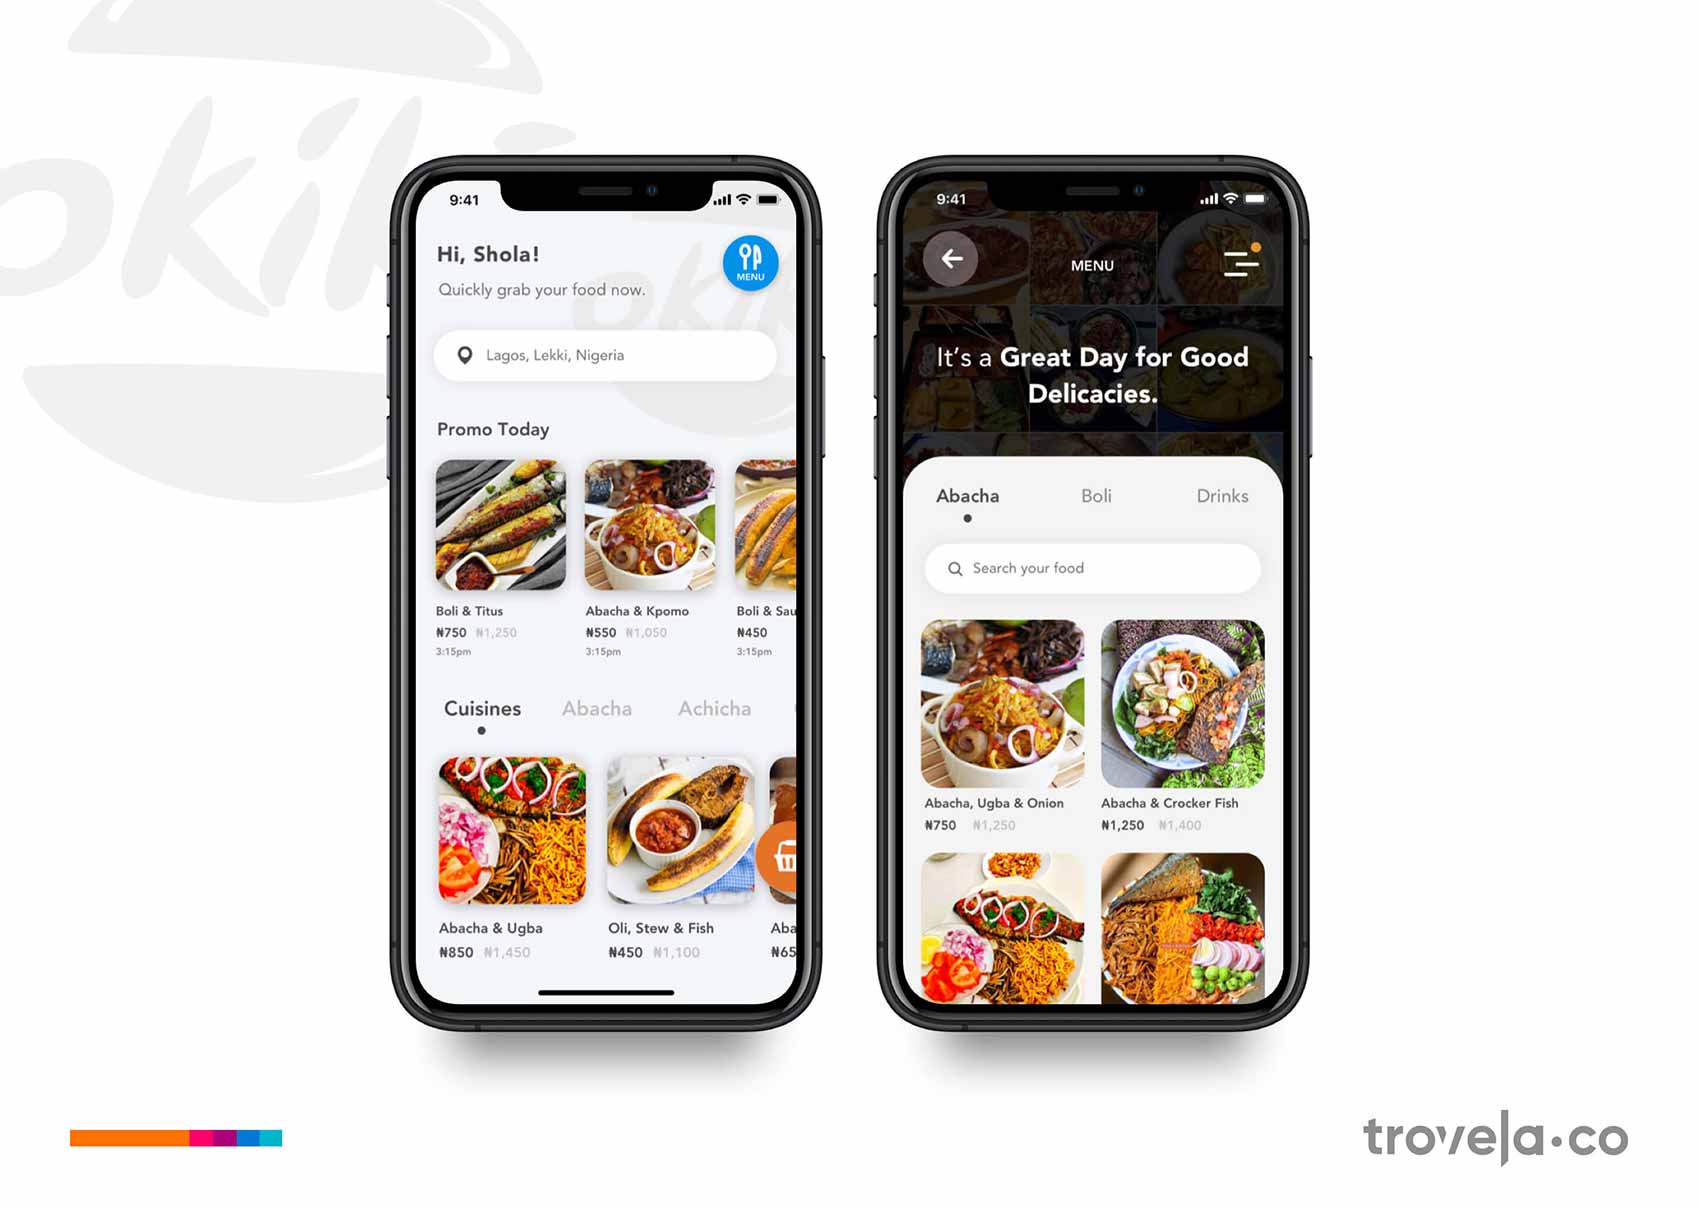 okiki
9:41
Hi, Shola!
MENU
Quickly grab your food now.
Lagos, Lekki, Nigeria
Promo Today
Boli & Titus
₦750 ₦1,250
3:15pm
Abacha & Kpomo
₦550 ₦1,050
3:15pm
Boli & Sau
₦450
3:15pm
Cuisines Abacha Achicha
Abacha & Ugba
₦850 ₦1,450
Oli, Stew & Fish
₦450 ₦1,100
Aba
₦65
9:41
MENU
It's a Great Day for Good
Delicacies.
Abacha Boli Drinks
Search your food
Abacha, Ugba & Onion
₦750 ₦1,250
Abacha & Crocker Fish
₦1,250 ₦1,400
trovela.co